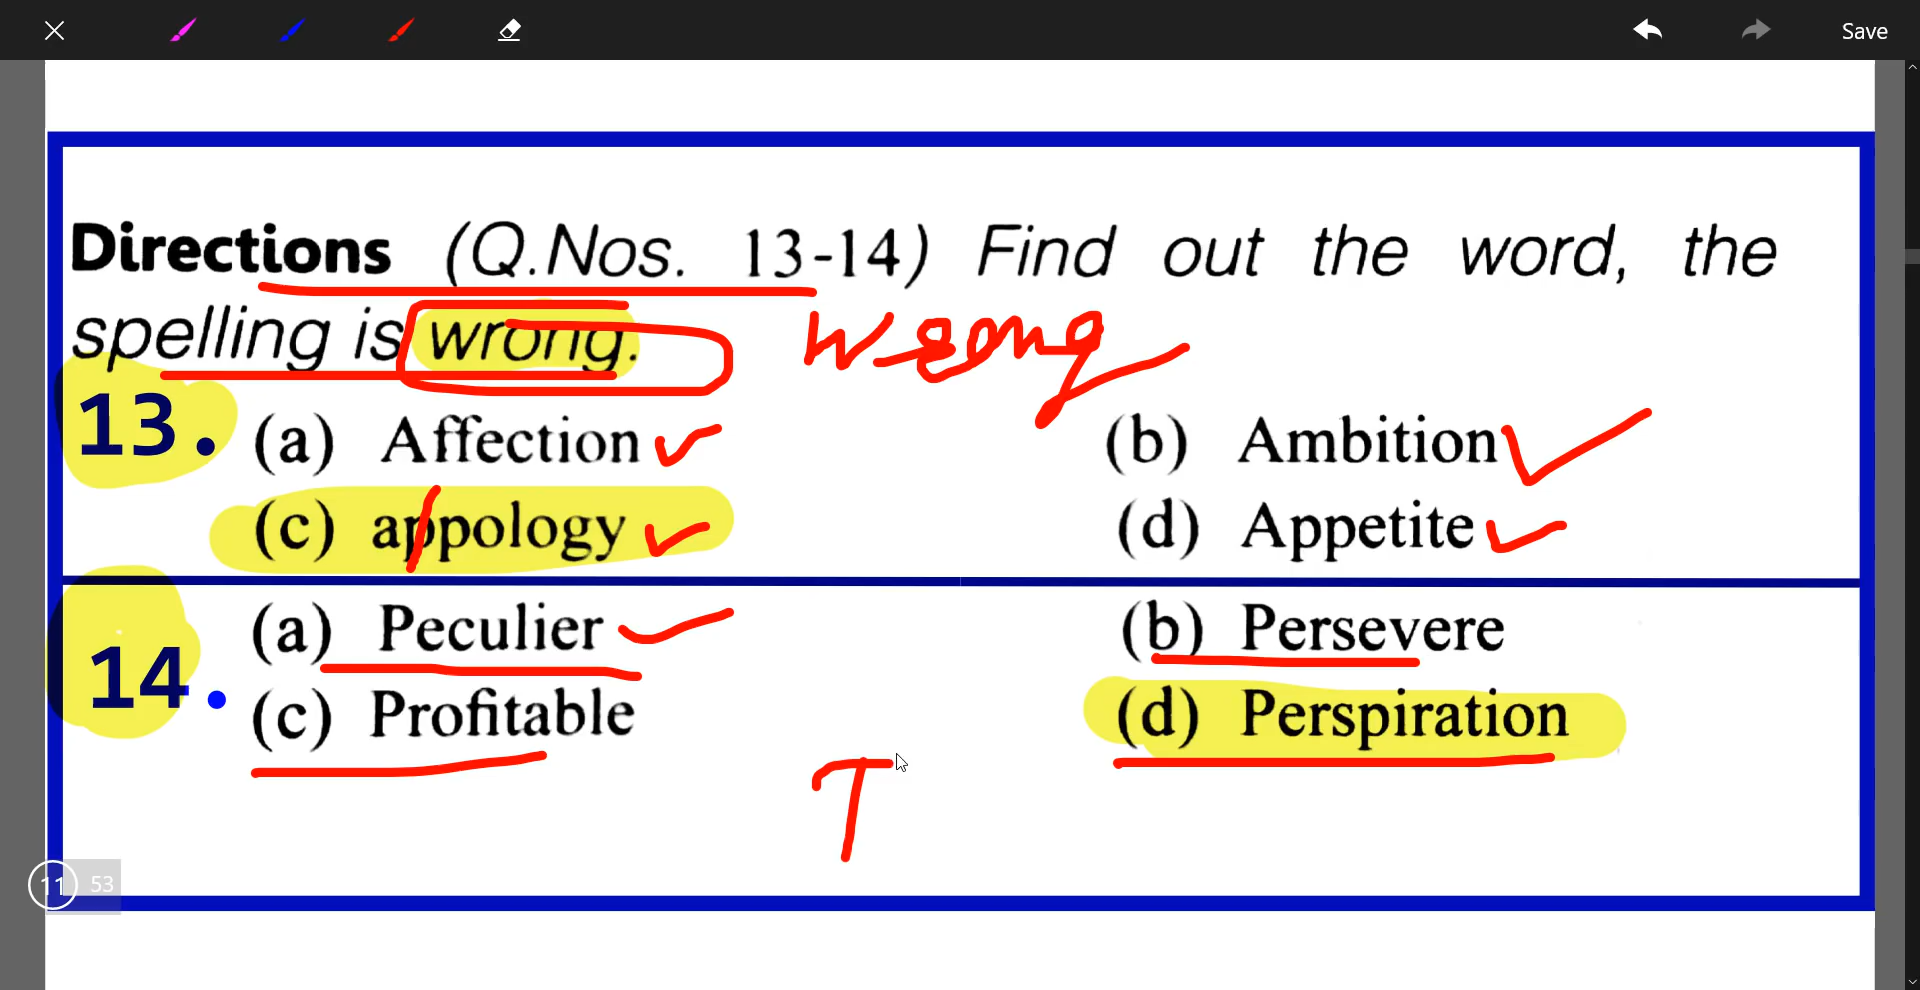 Save
Directions (Q.Nos. 13-14) Find out the word, the
spelling is wrong. wrong
13. (a) Affection (b) Ambition
(c) appology (d) Appetite
14. (a) Peculier (b) Persevere
(c) Profitable (d) Perspiration
T
11 53